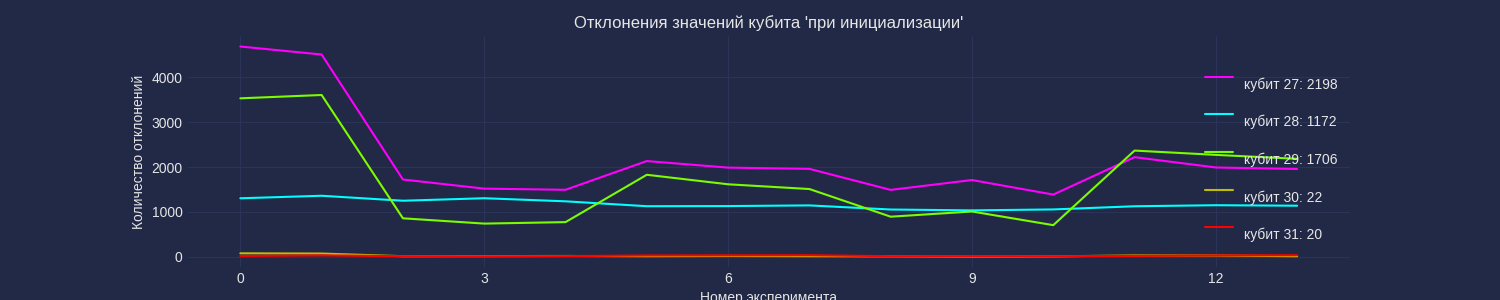 Отклонения значений кубита 'при инициализации'
Количество отклонений
4000
3000
2000
1000
0
0
3
6
9
12
Номер эксперимента
кубит 27: 2198
кубит 28: 1172
кубит 29: 1706
кубит 30: 22
кубит 31: 20